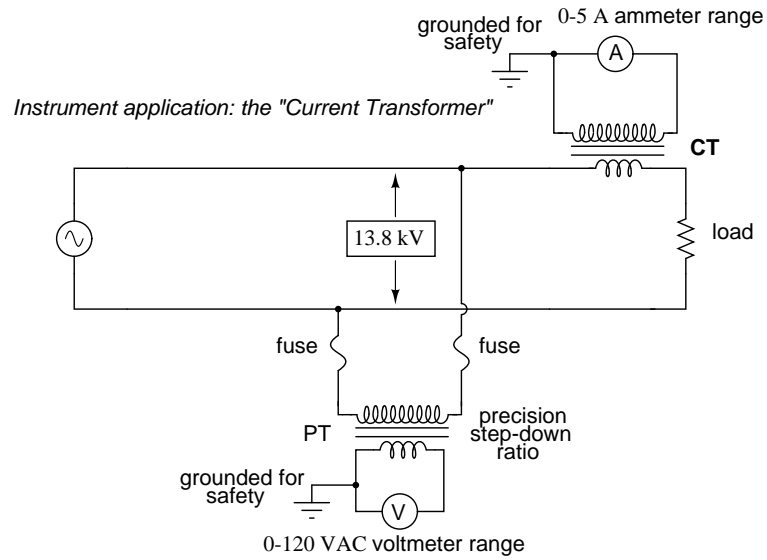 0-5 A ammeter range
grounded for
safety
A
Instrument application: the "Current Transformer"
CT
13.8 kV
load
fuse
fuse
PT
precision
step-down
ratio
grounded for
safety
V
0-120 VAC voltmeter range